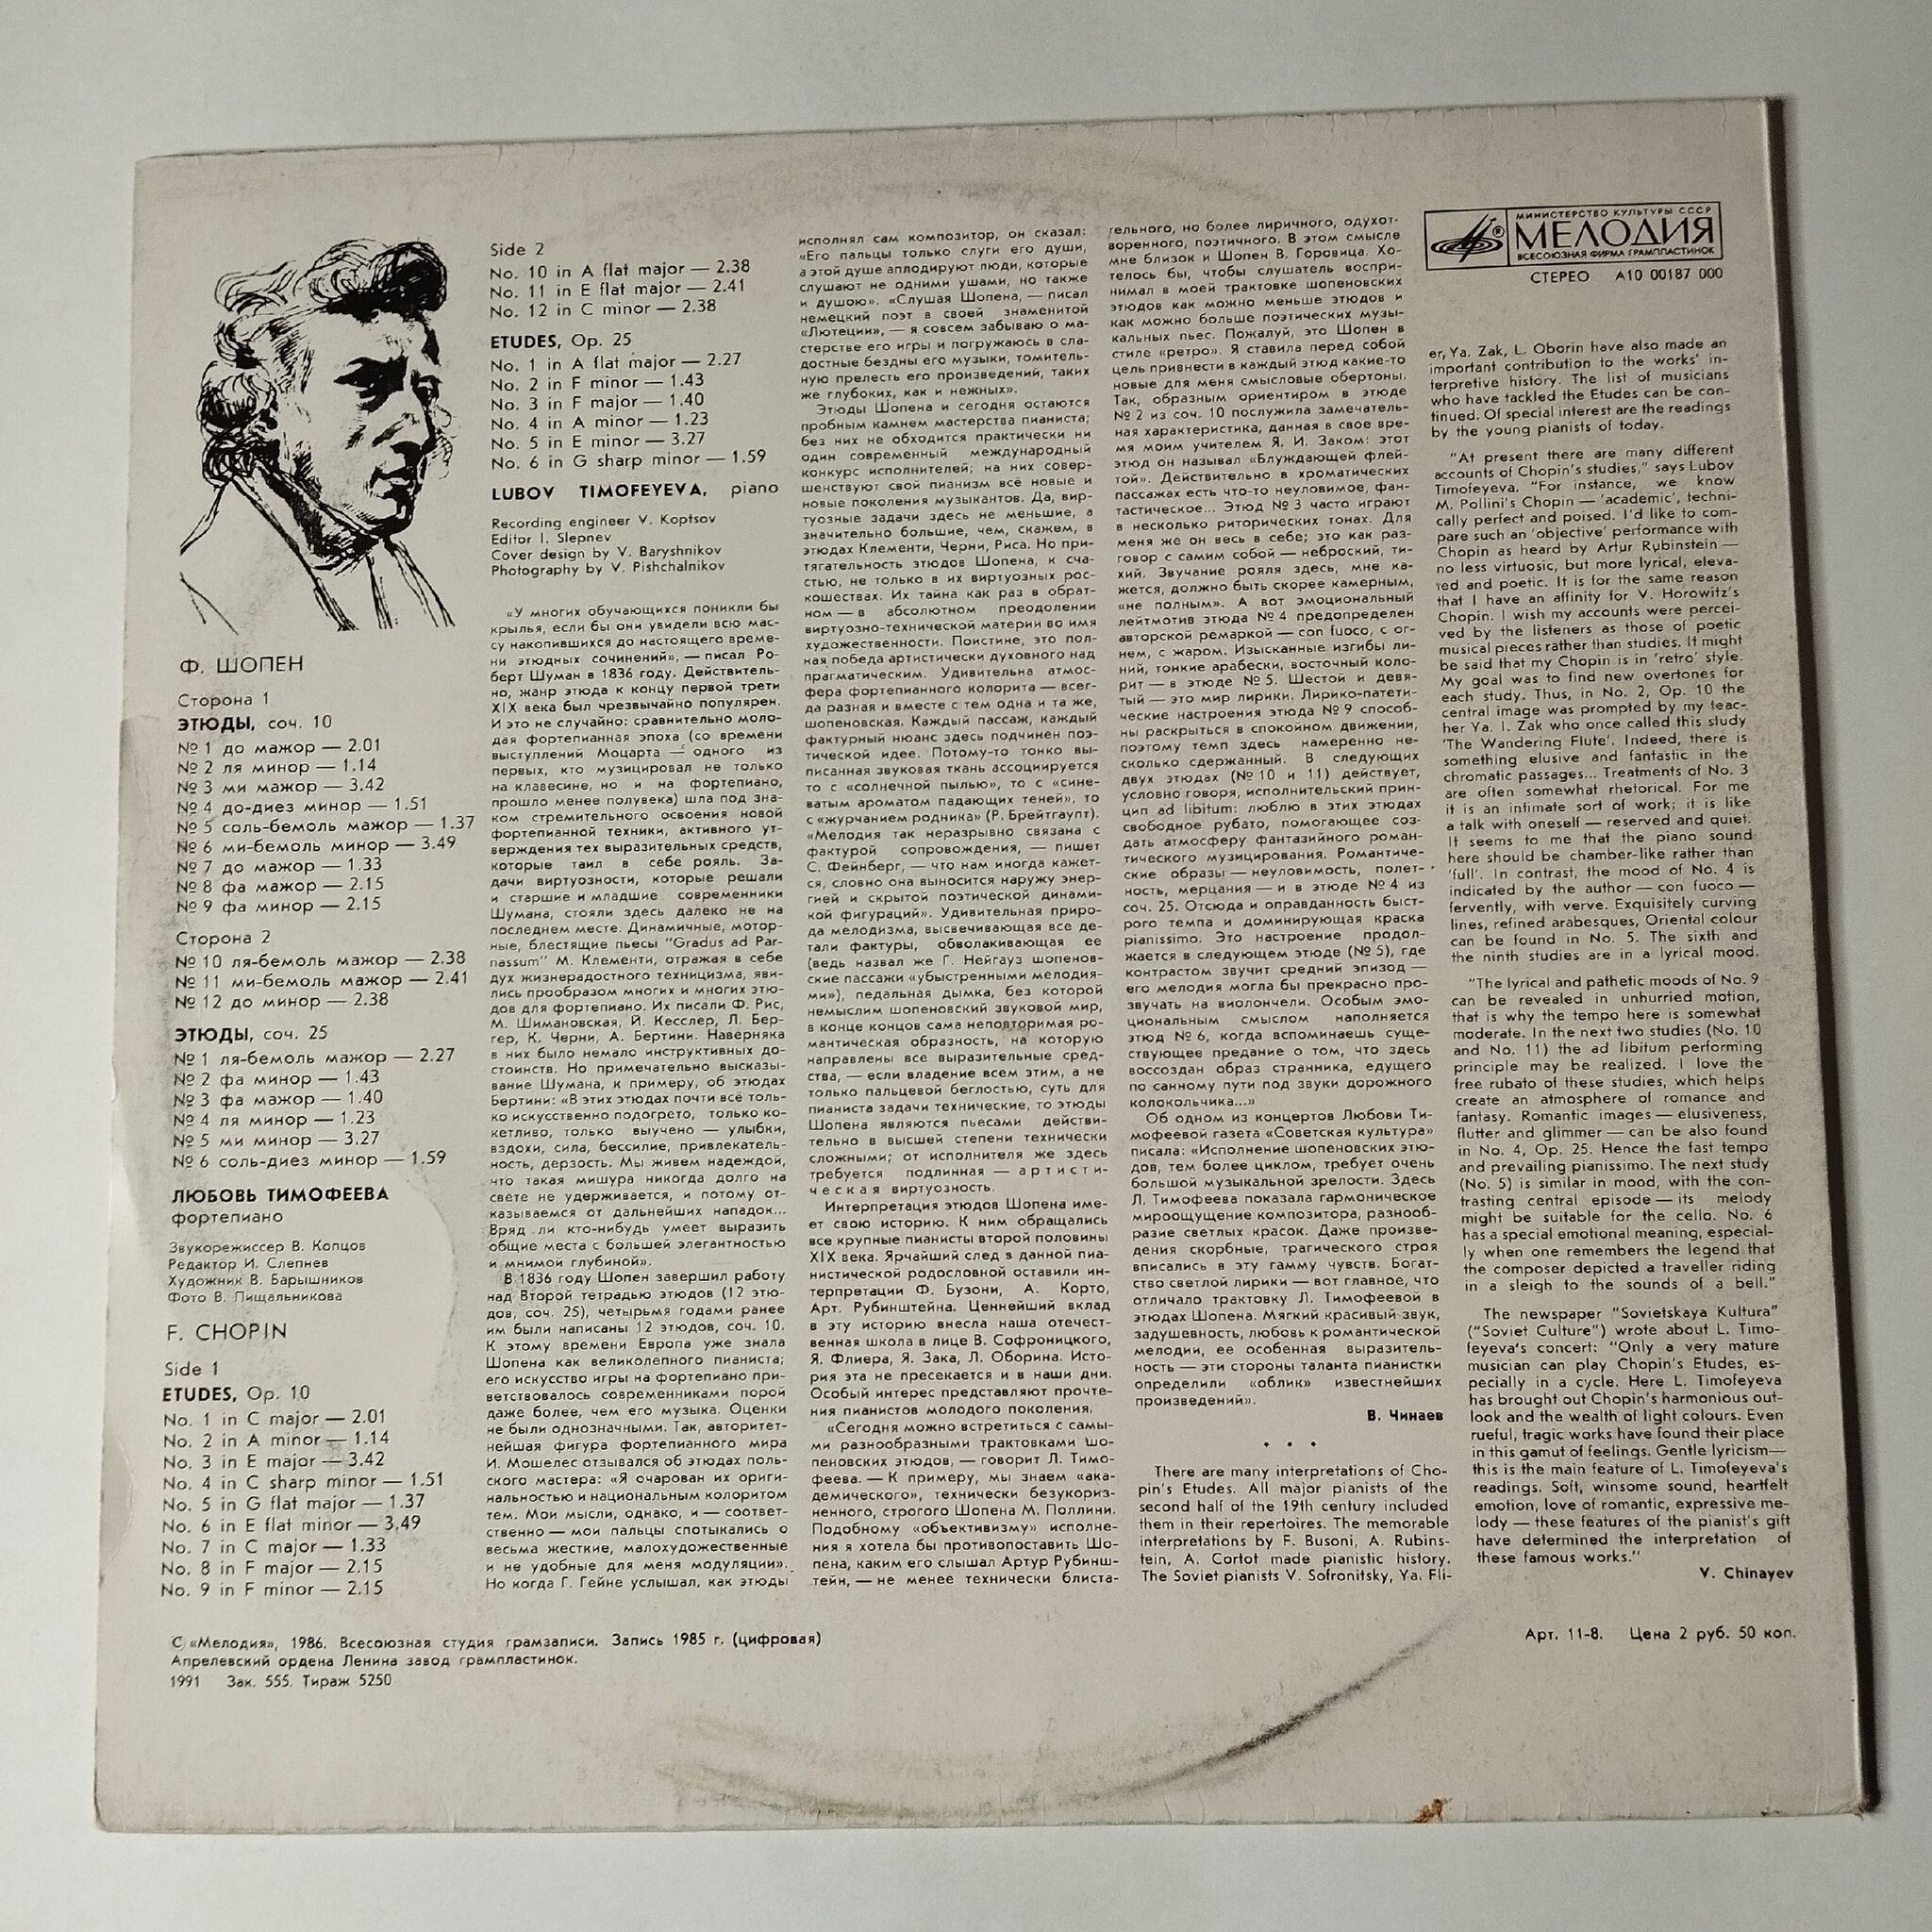 Ф. ШОПЕН
Сторона 1
ЭТЮДЫ, соч. 10
№ 1 до мажор — 2.01
№ 2 ля минор — 1.14
№ 3 ми мажор — 3.42
№ 4 до-диез минор — 1.51
№ 5 соль-бемоль мажор — 1.37
№ 6 ми-бемоль минор — 3.49
№ 7 до мажор — 1.33
№ 8 фа мажор — 2.15
№ 9 фа минор — 2.15
Сторона 2
№ 10 ля-бемоль мажор — 2.38
№ 11 ми-бемоль мажор — 2.41
№ 12 до минор — 2.38
ЭТЮДЫ, соч. 25
№ 1 ля-бемоль мажор — 2.27
№ 2 фа минор — 1.43
№ 3 фа мажор — 1.40
№ 4 ля минор — 1.23
№ 5 ми минор — 3.27
№ 6 соль-диез минор — 1.59
ЛЮБОВЬ ТИМОФЕЕВА
фортепиано
Звукорежиссер В. Копцов
Редактор И. Слепнев
Художник В. Барышников
Фото В. Пищальникова
F. CHOPIN
Side 1
ETUDES, Op. 10
No. 1 in C major — 2.01
No. 2 in A minor — 1.14
No. 3 in E major — 3.42
No. 4 in C sharp minor — 1.51
No. 5 in G flat major — 1.37
No. 6 in E flat minor — 3.49
No. 7 in C major — 1.33
No. 8 in F major — 2.15
No. 9 in F minor — 2.15
Side 2
No. 10 in A flat major — 2.38
No. 11 in E flat major — 2.41
No. 12 in C minor — 2.38
ETUDES, Op. 25
No. 1 in A flat major — 2.27
No. 2 in F minor — 1.43
No. 3 in F major — 1.40
No. 4 in A minor — 1.23
No. 5 in E minor — 3.27
No. 6 in G sharp minor — 1.59
LUBOV TIMOFEYEVA, piano
Recording engineer V. Koptsov
Editor I. Slepnev
Cover design by V. Baryshnikov
Photography by V. Pishchalnikov
«У многих обучающихся поникли бы
крылья, если бы они увидели всю мас-
су накопившихся до настоящего време-
ни этюдных сочинений», — писал Ро-
берт Шуман в 1836 году. Действитель-
но, жанр этюда к концу первой трети
XIX века был чрезвычайно популярен.
И это не случайно: сравнительно моло-
дая фортепианная эпоха (со времени
выступлений Моцарта — одного из
первых, кто музицировал не только
на клавесине, но и на фортепиано,
прошло менее полувека) шла под зна-
ком стремительного освоения новой
фортепианной техники, активного ут-
верждения тех выразительных средств,
которые таил в себе рояль. За-
дачи виртуозности, которые решали
и старшие и младшие современники
Шумана, стояли здесь далеко не на
последнем месте. Динамичные, мотор-
ные, блестящие пьесы "Gradus ad Par-
nassum" М. Клементи, отражая в себе
дух жизнерадостного техницизма, яви-
лись прообразом многих и многих этю-
дов для фортепиано. Их писали Ф. Рис,
М. Шимановская, Й. Кесслер, Л. Бер-
гер, К. Черни, А. Бертини. Наверняка
в них было немало инструктивных до-
стоинств. Но примечательно высказы-
вание Шумана, к примеру, об этюдах
Бертини: «В этих этюдах почти всё толь-
ко искусственно подогрето, только ко-
кетливо, только выучено — улыбки,
вздохи, сила, бессилие, привлекатель-
ность, дерзость. Мы живем надеждой,
что такая мишура никогда долго на
свете не удерживается, и потому от-
казываемся от дальнейших нападок...
Вряд ли кто-нибудь умеет выразить
общие места с большей элегантностью
и мнимой глубиной».
В 1836 году Шопен завершил работу
над Второй тетрадью этюдов (12 этю-
дов, соч. 25), четырьмя годами ранее
им были написаны 12 этюдов, соч. 10.
К этому времени Европа уже знала
Шопена как великолепного пианиста;
его искусство игры на фортепиано при-
ветствовалось современниками порой
даже более, чем его музыка. Оценки
не были однозначными. Так, авторитет-
нейшая фигура фортепианного мира
И. Мошелес отзывался об этюдах поль-
ского мастера: «Я очарован их ориги-
нальностью и национальным колоритом
тем. Мои мысли, однако, и — соответ-
ственно — мои пальцы спотыкались о
весьма жесткие, малохудожественные
и не удобные для меня модуляции».
Но когда Г. Гейне услышал, как этюды
исполнял сам композитор, он сказал:
«Его пальцы только слуги его души,
а этой душе аплодируют люди, которые
слушают не одними ушами, но также
и душою». «Слушая Шопена, — писал
немецкий поэт в своей знаменитой
«Лютеции», — я совсем забываю о ма-
стерстве его игры и погружаюсь в сла-
достные бездны его музыки, томитель-
ную прелесть его произведений, таких
же глубоких, как и нежных».
Этюды Шопена и сегодня остаются
пробным камнем мастерства пианиста;
без них не обходится практически ни
один современный международный
конкурс исполнителей; на них совер-
шенствуют свой пианизм всё новые и
новые поколения музыкантов. Да, вир-
туозные задачи здесь не меньшие, а
значительно большие, чем, скажем, в
этюдах Клементи, Черни, Риса. Но при-
тягательность этюдов Шопена, к сча-
стью, не только в их виртуозных рос-
кошествах. Их тайна как раз в обрат-
ном — в абсолютном преодолении
виртуозно-технической материи во имя
художественности. Поистине, это пол-
ная победа артистически духовного над
прагматическим. Удивительна атмос-
фера фортепианного колорита — всег-
да разная и вместе с тем одна и та же,
шопеновская. Каждый пассаж, каждый
фактурный нюанс здесь подчинен поэ-
тической идее. Потому-то тонко вы-
писанная звуковая ткань ассоциируется
то с «солнечной пылью», то с «сине-
ватым ароматом падающих теней», то
с «журчанием родника» (Р. Брейтгаупт).
«Мелодия так неразрывно связана с
фактурой сопровождения, — пишет
С. Фейнберг, — что нам иногда кажет-
ся, словно она выносится наружу энер-
гией и скрытой поэтической динами-
кой фигураций». Удивительная приро-
да мелодизма, высвечивающая все де-
тали фактуры, обволакивающая ее
(ведь назвал же Г. Нейгауз шопенов-
ские пассажи «убыстренными мелодия-
ми»), педальная дымка, без которой
немыслим шопеновский звуковой мир,
в конце концов сама неповторимая ро-
мантическая образность, на которую
направлены все выразительные сред-
ства, — если владение всем этим, а не
только пальцевой беглостью, суть для
пианиста задачи технические, то этюды
Шопена являются пьесами действи-
тельно в высшей степени технически
сложными; от исполнителя же здесь
требуется подлинная — а р т и с т и-
ч е с к а я виртуозность.
Интерпретация этюдов Шопена име-
ет свою историю. К ним обращались
все крупные пианисты второй половины
XIX века. Ярчайший след в данной пиа-
нистической родословной оставили ин-
терпретации Ф. Бузони, А. Корто,
Арт. Рубинштейна. Ценнейший вклад
в эту историю внесла наша отечест-
венная школа в лице В. Софроницкого,
Я. Флиера, Я. Зака, Л. Оборина. Исто-
рия эта не пресекается и в наши дни.
Особый интерес представляют прочте-
ния пианистов молодого поколения.
«Сегодня можно встретиться с самы-
ми разнообразными трактовками шо-
пеновских этюдов, — говорит Л. Тимо-
феева. — К примеру, мы знаем «ака-
демического», технически безукориз-
ненного, строгого Шопена М. Поллини.
Подобному «объективизму» исполне-
ния я хотела бы противопоставить Шо-
пена, каким его слышал Артур Рубинш-
тейн, — не менее технически блиста-
тельного, но более лиричного, одухот-
воренного, поэтичного. В этом смысле
мне близок и Шопен В. Горовица. Хо-
телось бы, чтобы слушатель воспри-
нимал в моей трактовке шопеновских
этюдов как можно меньше этюдов и
как можно больше поэтических музы-
кальных пьес. Пожалуй, это Шопен в
стиле «ретро». Я ставила перед собой
цель привнести в каждый этюд какие-то
новые для меня смысловые обертоны.
Так, образным ориентиром в этюде
№ 2 из соч. 10 послужила замечатель-
ная характеристика, данная в свое вре-
мя моим учителем Я. И. Заком: этот
этюд он называл «Блуждающей флей-
той». Действительно в хроматических
пассажах есть что-то неуловимое, фан-
тастическое... Этюд № 3 часто играют
в несколько риторических тонах. Для
меня же он весь в себе; это как раз-
говор с самим собой — неброский, ти-
хий. Звучание рояля здесь, мне ка-
жется, должно быть скорее камерным,
«не полным». А вот эмоциональный
лейтмотив этюда № 4 предопределен
авторской ремаркой — con fuoco, с ог-
нем, с жаром. Изысканные изгибы ли-
ний, тонкие арабески, восточный коло-
рит — в этюде № 5. Шестой и девя-
тый — это мир лирики. Лирико-патети-
ческие настроения этюда № 9 способ-
ны раскрыться в спокойном движении,
поэтому темп здесь намеренно не-
сколько сдержанный. В следующих
двух этюдах (№ 10 и 11) действует,
условно говоря, исполнительский прин-
цип ad libitum: люблю в этих этюдах
свободное рубато, помогающее соз-
дать атмосферу фантазийного роман-
тического музицирования. Романтиче-
ские образы — неуловимость, полет-
ность, мерцания — и в этюде № 4 из
соч. 25. Отсюда и оправданность быст-
рого темпа и доминирующая краска
pianissimo. Это настроение продол-
жается в следующем этюде (№ 5), где
контрастом звучит средний эпизод —
его мелодия могла бы прекрасно про-
звучать на виолончели. Особым эмо-
циональным смыслом наполняется
этюд № 6, когда вспоминаешь суще-
ствующее предание о том, что здесь
воссоздан образ странника, едущего
по санному пути под звуки дорожного
колокольчика...»
Об одном из концертов Любови Ти-
мофеевой газета «Советская культура»
писала: «Исполнение шопеновских этю-
дов, тем более циклом, требует очень
большой музыкальной зрелости. Здесь
Л. Тимофеева показала гармоническое
мироощущение композитора, разнооб-
разие светлых красок. Даже произве-
дения скорбные, трагического строя
вписались в эту гамму чувств. Богат-
ство светлой лирики — вот главное, что
отличало трактовку Л. Тимофеевой в
этюдах Шопена. Мягкий красивый звук,
задушевность, любовь к романтической
мелодии, ее особенная выразитель-
ность — эти стороны таланта пианистки
определили «облик» известнейших
произведений».
В. Чинаев
• • •
There are many interpretations of Cho-
pin's Etudes. All major pianists of the
second half of the 19th century included
them in their repertoires. The memorable
interpretations by F. Busoni, A. Rubins-
tein, A. Cortot made pianistic history.
The Soviet pianists V. Sofronitsky, Ya. Fli-
МИНИСТЕРСТВО КУЛЬТУРЫ СССР
МЕЛОДИЯ
ВСЕСОЮЗНАЯ ФИРМА ГРАМПЛАСТИНОК
СТЕРЕО А10 00187 000
er, Ya. Zak, L. Oborin have also made an
important contribution to the works' in-
terpretive history. The list of musicians
who have tackled the Etudes can be con-
tinued. Of special interest are the readings
by the young pianists of today.
"At present there are many different
accounts of Chopin's studies," says Lubov
Timofeyeva. "For instance, we know
M. Pollini's Chopin — 'academic', techni-
cally perfect and poised. I'd like to com-
pare such an 'objective' performance with
Chopin as heard by Artur Rubinstein —
no less virtuosic, but more lyrical, eleva-
ted and poetic. It is for the same reason
that I have an affinity for V. Horowitz's
Chopin. I wish my accounts were percei-
ved by the listeners as those of poetic
musical pieces rather than studies. It might
be said that my Chopin is in 'retro' style.
My goal was to find new overtones for
each study. Thus, in No. 2, Op. 10 the
central image was prompted by my teac-
her Ya. I. Zak who once called this study
'The Wandering Flute'. Indeed, there is
something elusive and fantastic in the
chromatic passages... Treatments of No. 3
are often somewhat rhetorical. For me
it is an intimate sort of work; it is like
a talk with oneself — reserved and quiet.
It seems to me that the piano sound
here should be chamber-like rather than
'full'. In contrast, the mood of No. 4 is
indicated by the author — con fuoco —
fervently, with verve. Exquisitely curving
lines, refined arabesques, Oriental colour
can be found in No. 5. The sixth and
the ninth studies are in a lyrical mood.
"The lyrical and pathetic moods of No. 9
can be revealed in unhurried motion,
that is why the tempo here is somewhat
moderate. In the next two studies (No. 10
and No. 11) the ad libitum performing
principle may be realized. I love the
free rubato of these studies, which helps
create an atmosphere of romance and
fantasy. Romantic images — elusiveness,
flutter and glimmer — can be also found
in No. 4, Op. 25. Hence the fast tempo
and prevailing pianissimo. The next study
(No. 5) is similar in mood, with the con-
trasting central episode — its melody
might be suitable for the cello. No. 6
has a special emotional meaning, especial-
ly when one remembers the legend that
the composer depicted a traveller riding
in a sleigh to the sounds of a bell."
The newspaper "Sovietskaya Kultura"
("Soviet Culture") wrote about L. Timo-
feyeva's concert: "Only a very mature
musician can play Chopin's Etudes, es-
pecially in a cycle. Here L. Timofeyeva
has brought out Chopin's harmonious out-
look and the wealth of light colours. Even
rueful, tragic works have found their place
in this gamut of feelings. Gentle lyricism—
this is the main feature of L. Timofeyeva's
readings. Soft, winsome sound, heartfelt
emotion, love of romantic, expressive me-
lody — these features of the pianist's gift
have determined the interpretation of
these famous works."
V. Chinayev
С «Мелодия», 1986. Всесоюзная студия грамзаписи. Запись 1985 г. (цифровая)
Апрелевский ордена Ленина завод грампластинок.
1991 Зак. 555. Тираж 5250
Арт. 11-8. Цена 2 руб. 50 коп.